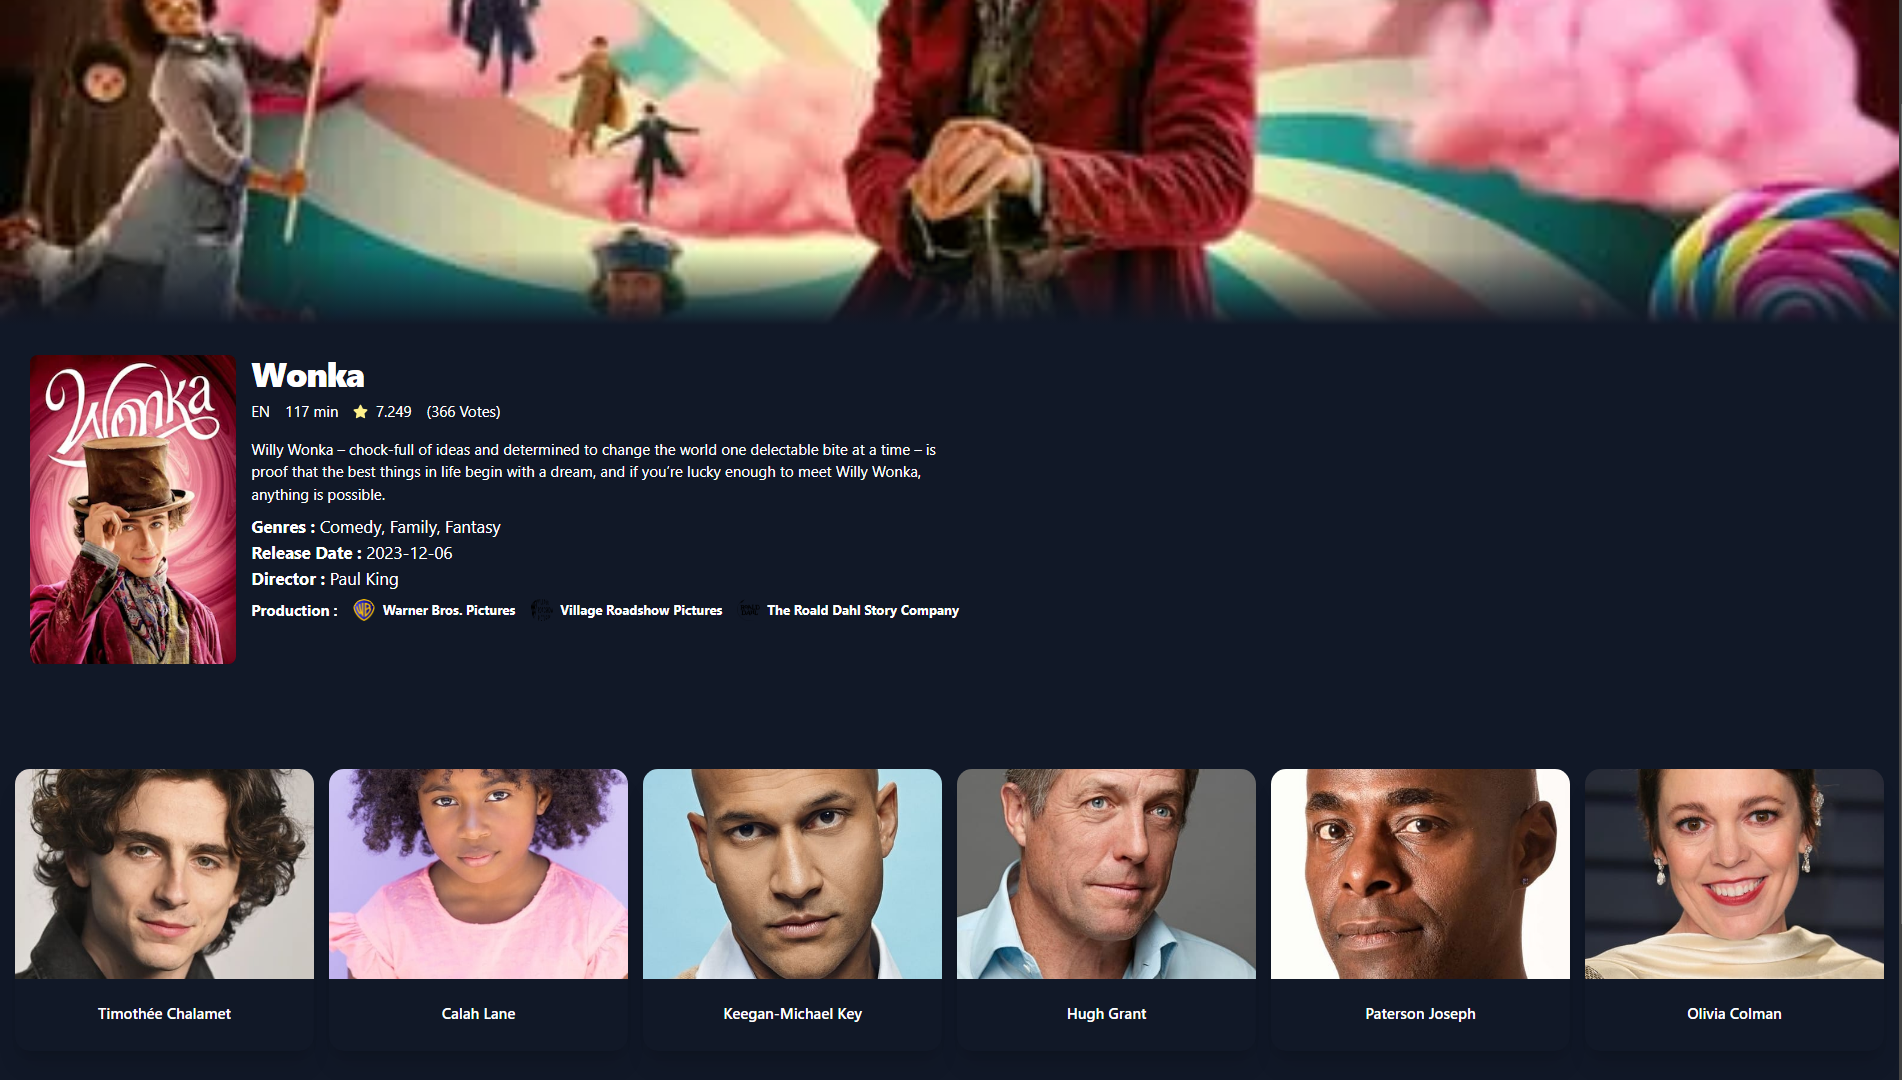 Wonka
Wonka
EN 117 min 7.249 (366 Votes)
Willy Wonka – chock-full of ideas and determined to change the world one delectable bite at a time – is
proof that the best things in life begin with a dream, and if you’re lucky enough to meet Willy Wonka,
anything is possible.
Genres : Comedy, Family, Fantasy
Release Date : 2023-12-06
Director : Paul King
Production : WB Warner Bros. Pictures Village Roadshow Pictures The Roald Dahl Story Company
Timothée Chalamet
Calah Lane
Keegan-Michael Key
Hugh Grant
Paterson Joseph
Olivia Colman